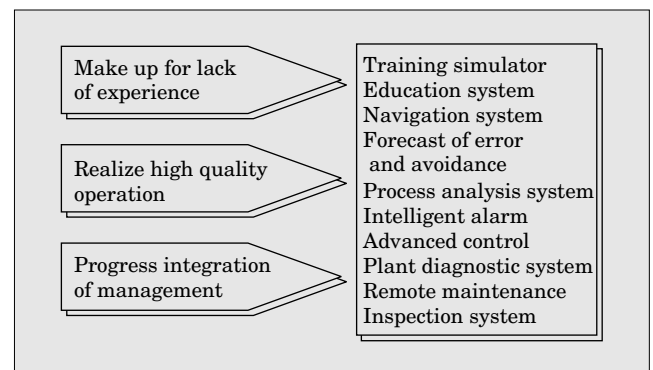 Make up for lack
of experience
Realize high quality
operation
Progress integration
of management
Training simulator
Education system
Navigation system
Forecast of error
and avoidance
Process analysis system
Intelligent alarm
Advanced control
Plant diagnostic system
Remote maintenance
Inspection system